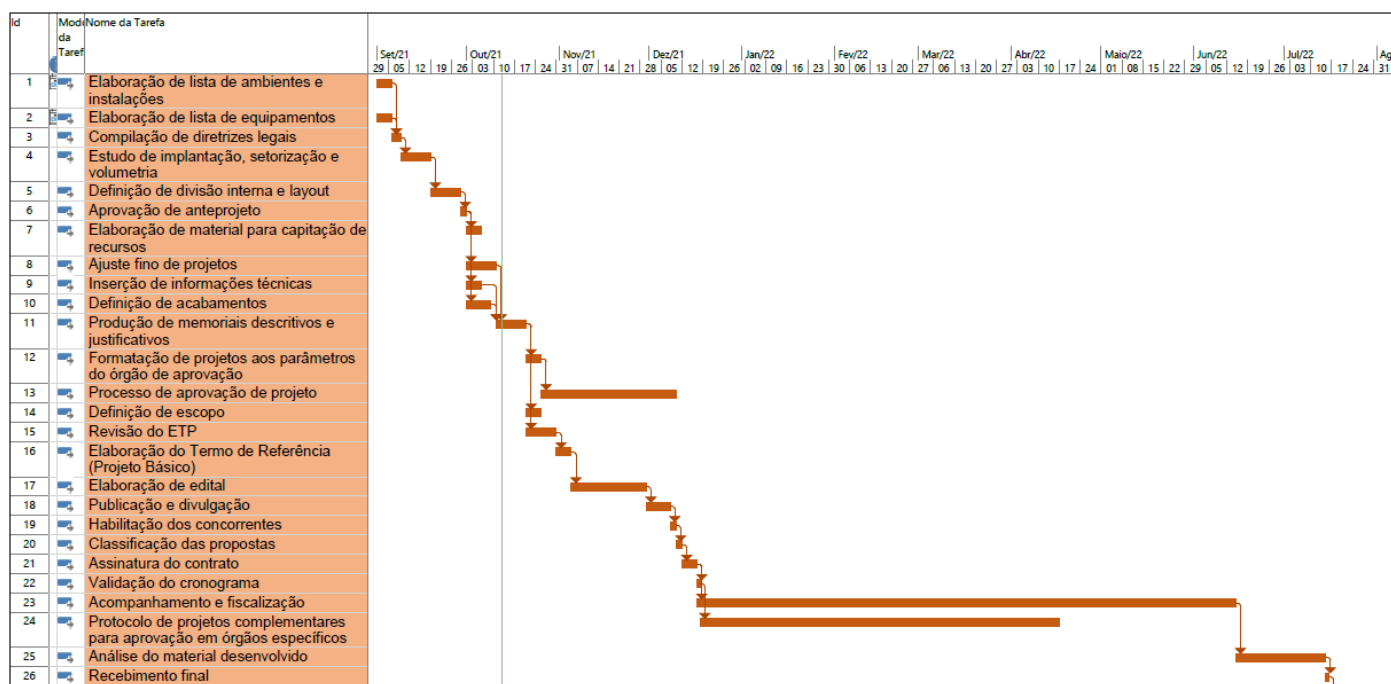 Id Modo Nome da Tarefa
da
Taref
Set/21 Out/21 Nov/21 Dez/21 Jan/22 Fev/22 Mar/22 Abr/22 Maio/22 Jun/22 Jul/22 Ag
29 05 12 19 26 03 10 17 24 31 07 14 21 28 05 12 19 26 02 09 16 23 30 06 13 20 27 06 13 20 27 03 10 17 24 01 08 15 22 29 05 12 19 26 03 10 17 24 31
1 Elaboração de lista de ambientes e
instalações
2 Elaboração de lista de equipamentos
3 Compilação de diretrizes legais
4 Estudo de implantação, setorização e
volumetria
5 Definição de divisão interna e layout
6 Aprovação de anteprojeto
7 Elaboração de material para capitação de
recursos
8 Ajuste fino de projetos
9 Inserção de informações técnicas
10 Definição de acabamentos
11 Produção de memoriais descritivos e
justificativos
12 Formatação de projetos aos parâmetros
do órgão de aprovação
13 Processo de aprovação de projeto
14 Definição de escopo
15 Revisão do ETP
16 Elaboração do Termo de Referência
(Projeto Básico)
17 Elaboração de edital
18 Publicação e divulgação
19 Habilitação dos concorrentes
20 Classificação das propostas
21 Assinatura do contrato
22 Validação do cronograma
23 Acompanhamento e fiscalização
24 Protocolo de projetos complementares
para aprovação em órgãos específicos
25 Análise do material desenvolvido
26 Recebimento final